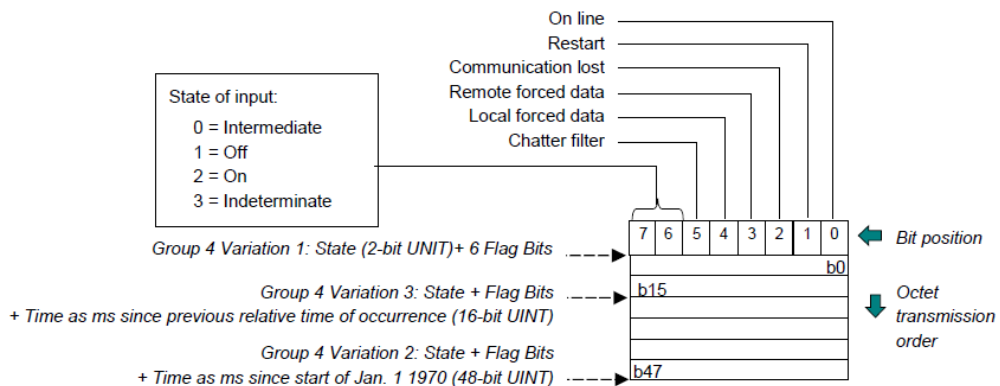 On line
Restart
Communication lost
Remote forced data
Local forced data
Chatter filter
State of input:
0 = Intermediate
1 = Off
2 = On
3 = Indeterminate
7 6 5 4 3 2 1 0
Bit position
Group 4 Variation 1: State (2-bit UNIT)+ 6 Flag Bits
b0
b15
Group 4 Variation 3: State + Flag Bits
+ Time as ms since previous relative time of occurrence (16-bit UINT)
Octet
transmission
order
Group 4 Variation 2: State + Flag Bits
+ Time as ms since start of Jan. 1 1970 (48-bit UINT)
b47